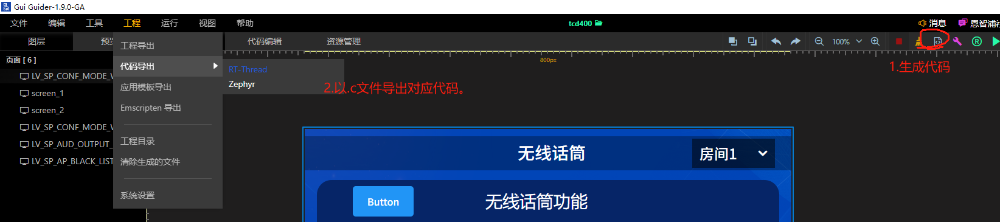 Gui Guider-1.9.0-GA
文件 编辑 工具 工程 运行 视图 帮助 tcd400 消息 恩智浦社
图层 预览 代码编辑 资源管理 100%
工程导出
页面 [ 6 ] 代码导出 800px
LV_SP_CONF_MODE_W RT-Thread 1.生成代码
应用模板导出 Zephyr 2.以.c文件导出对应代码。
screen_1
screen_2 Emscripten 导出
LV_SP_CONF_MODE_W
工程目录
LV_SP_AUD_OUTPUT_
LV_SP_AP_BLACK_LIST 清除生成的文件
无线话筒 房间1
系统设置
Button 无线话筒功能